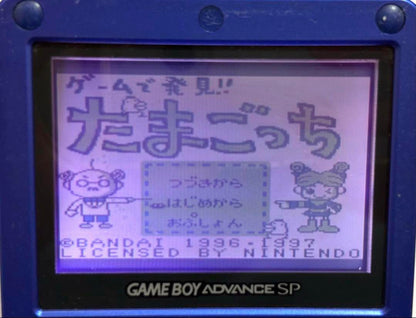 ゲームで発見!!
たまごっち
つづきから
はじめから
おぷしょん
©BANDAI 1996-1997
LICENSED BY NINTENDO
GAME BOY ADVANCE SP